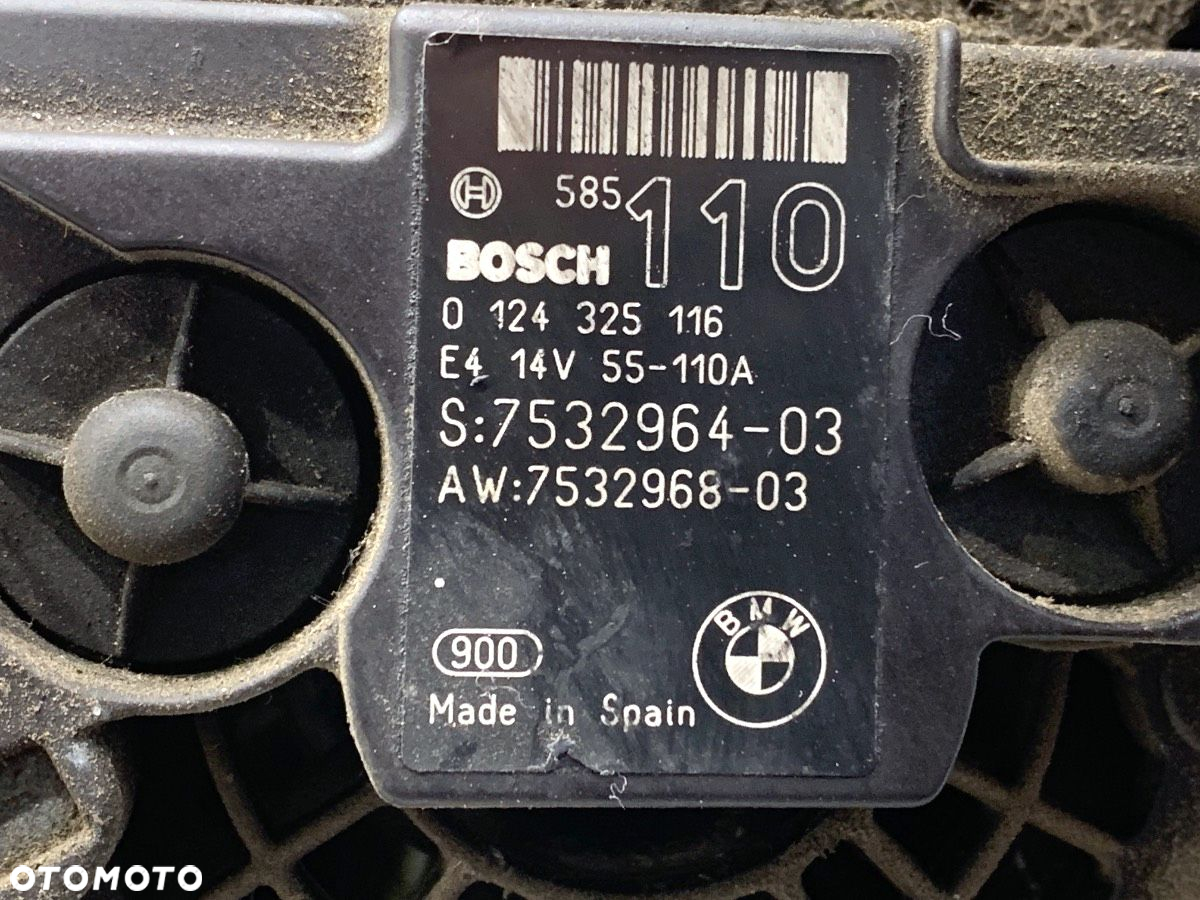 585 110
BOSCH
0 124 325 116
E4 14V 55-110A
S:7532964-03
AW:7532968-03
900
BMW
Made in Spain
OTOMOTO